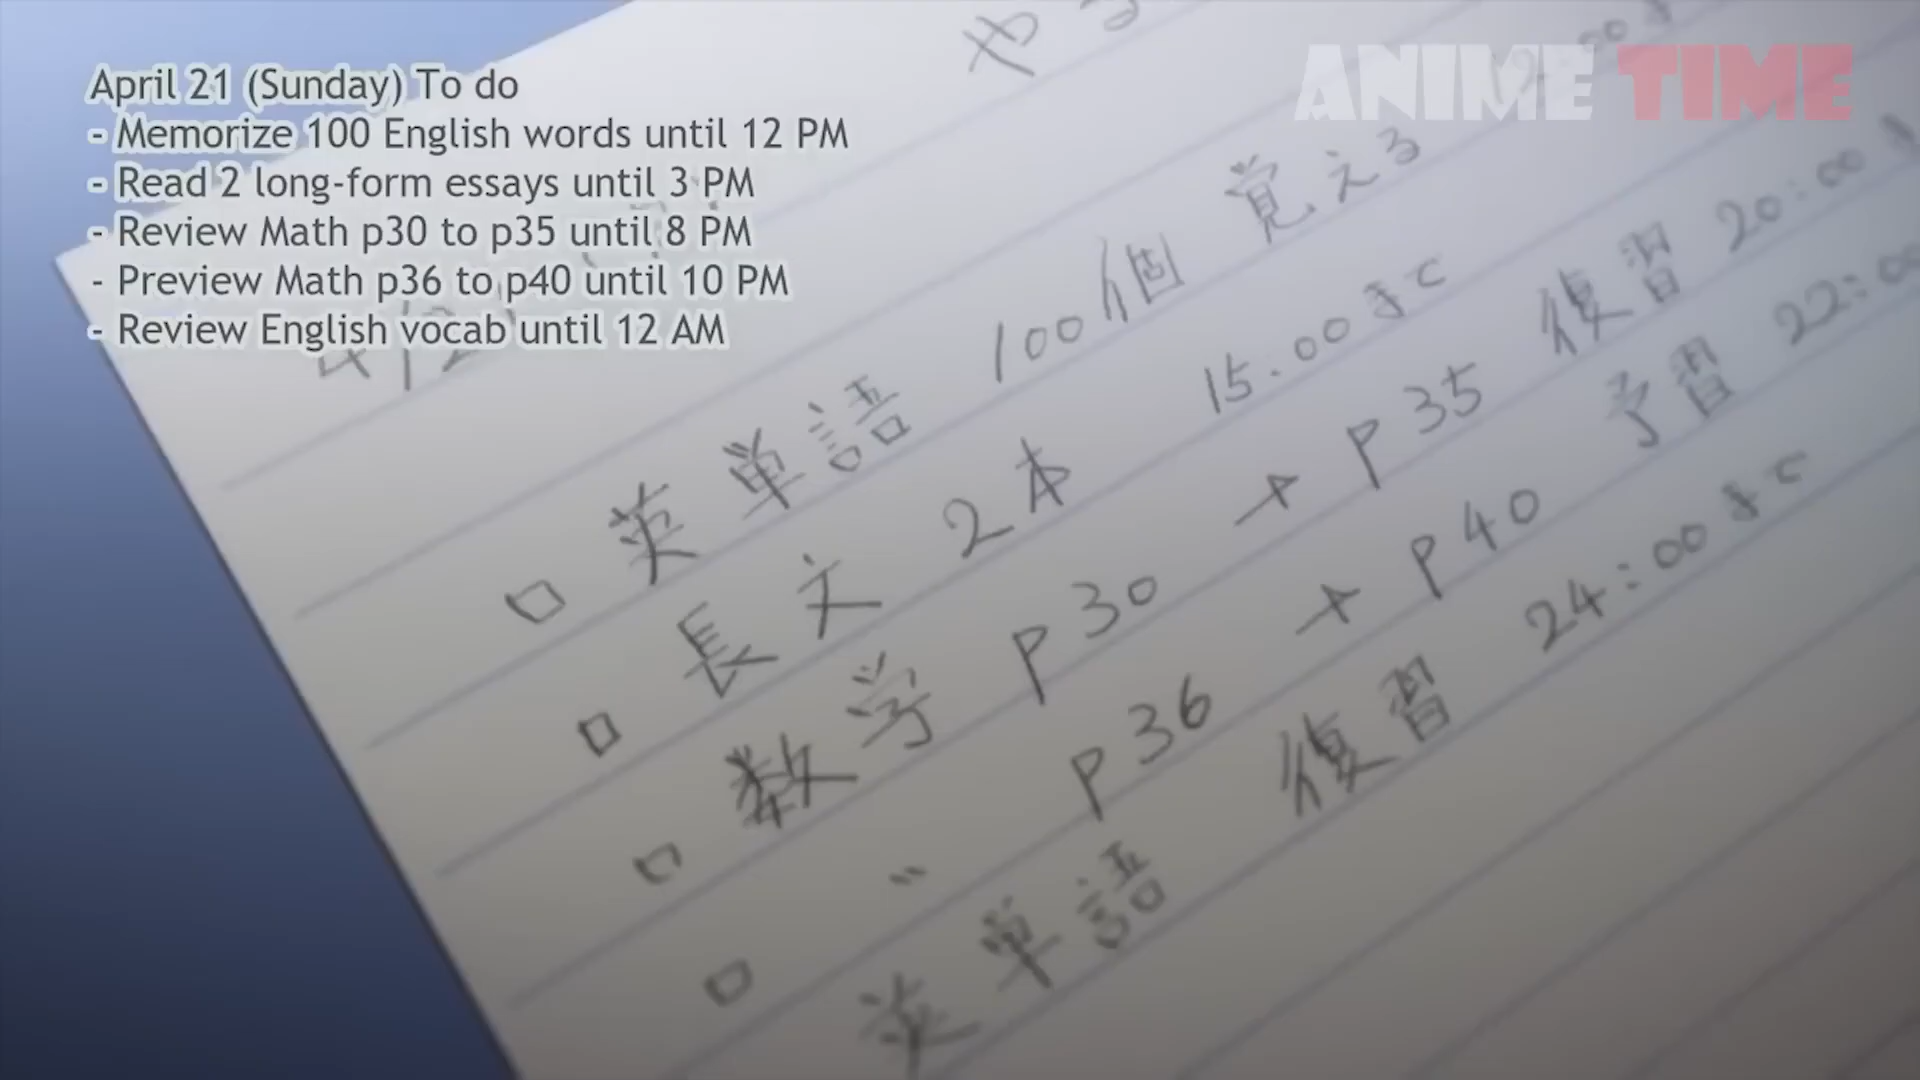 April 21 (Sunday) To do
- Memorize 100 English words until 12 PM
- Read 2 long-form essays until 3 PM
- Review Math p30 to p35 until 8 PM
- Preview Math p36 to p40 until 10 PM
- Review English vocab until 12 AM
ANIME TIME
や
□ 英単語 100個 覚える
□ 長文 2本 15.00まで
□ 数学 P30 → P35 復習 20:00ま
□ 〃 P36 → P40 予習 22:00
英単語 復習 24:00まで